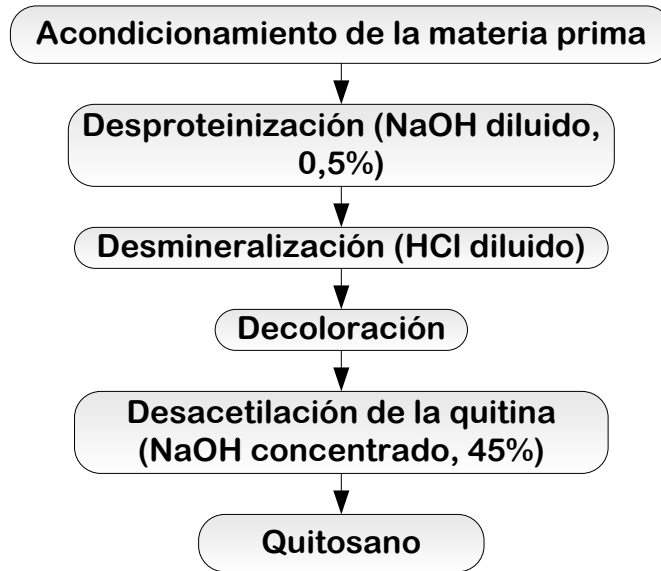 Acondicionamiento de la materia prima
Desproteinización (NaOH diluido,
0,5%)
Desmineralización (HCl diluido)
Decoloración
Desacetilación de la quitina
(NaOH concentrado, 45%)
Quitosano